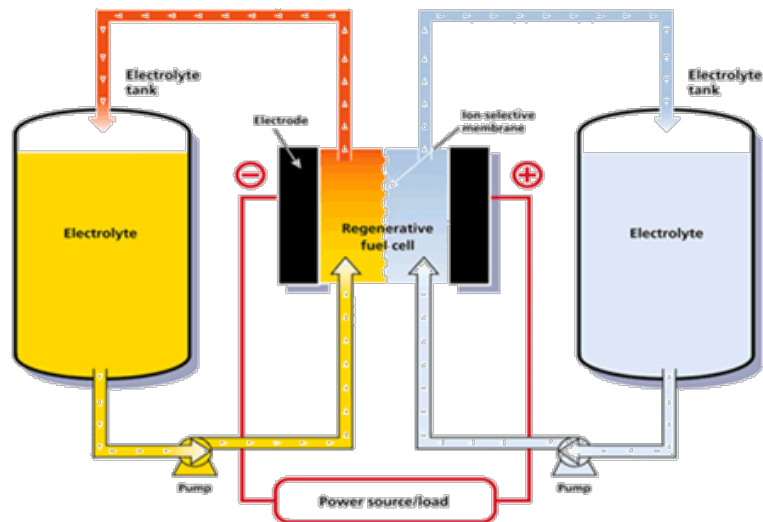 Electrolyte
tank
Electrolyte
tank
Electrode
Ion-selective
membrane
−
+
Electrolyte
Regenerative
fuel cell
Electrolyte
Pump
Pump
Power source/load